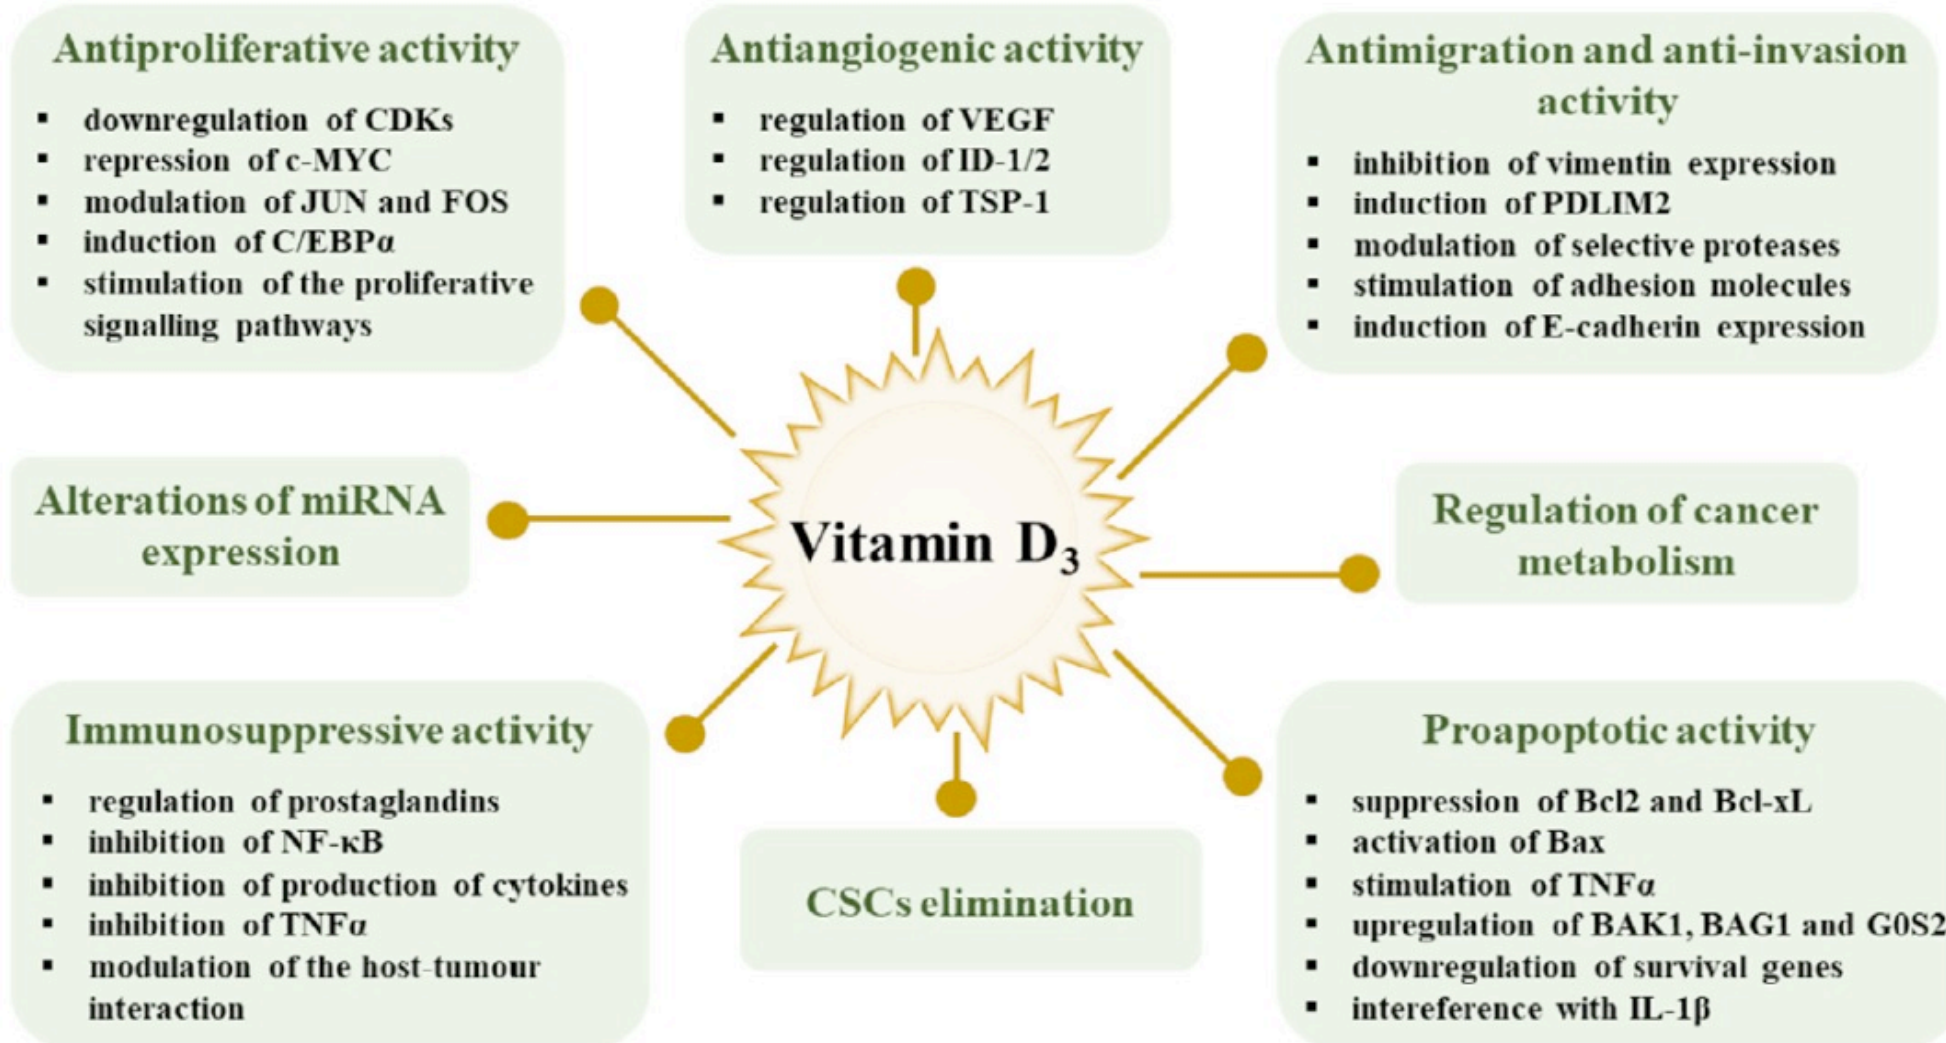 Antiproliferative activity
▪ downregulation of CDKs
▪ repression of c-MYC
▪ modulation of JUN and FOS
▪ induction of C/EBPα
▪ stimulation of the proliferative
signalling pathways
Antiangiogenic activity
▪ regulation of VEGF
▪ regulation of ID-1/2
▪ regulation of TSP-1
Antimigration and anti-invasion
activity
▪ inhibition of vimentin expression
▪ induction of PDLIM2
▪ modulation of selective proteases
▪ stimulation of adhesion molecules
▪ induction of E-cadherin expression
Alterations of miRNA
expression
Vitamin D₃
Regulation of cancer
metabolism
Immunosuppressive activity
▪ regulation of prostaglandins
▪ inhibition of NF-κB
▪ inhibition of production of cytokines
▪ inhibition of TNFα
▪ modulation of the host-tumour
interaction
CSCs elimination
Proapoptotic activity
▪ suppression of Bcl2 and Bcl-xL
▪ activation of Bax
▪ stimulation of TNFα
▪ upregulation of BAK1, BAG1 and G0S2
▪ downregulation of survival genes
▪ intereference with IL-1β